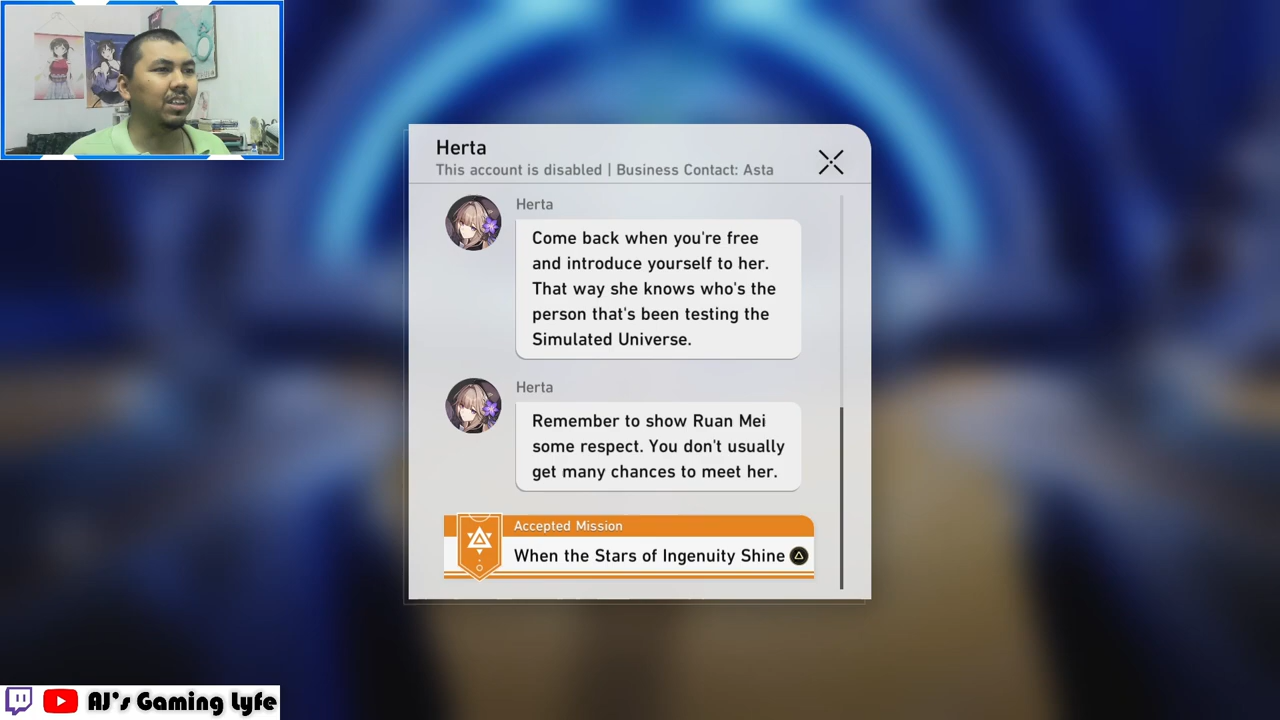 Herta
This account is disabled | Business Contact: Asta
Herta
Come back when you're free
and introduce yourself to her.
That way she knows who's the
person that's been testing the
Simulated Universe.
Herta
Remember to show Ruan Mei
some respect. You don't usually
get many chances to meet her.
Accepted Mission
When the Stars of Ingenuity Shine
AJ's Gaming Lyfe